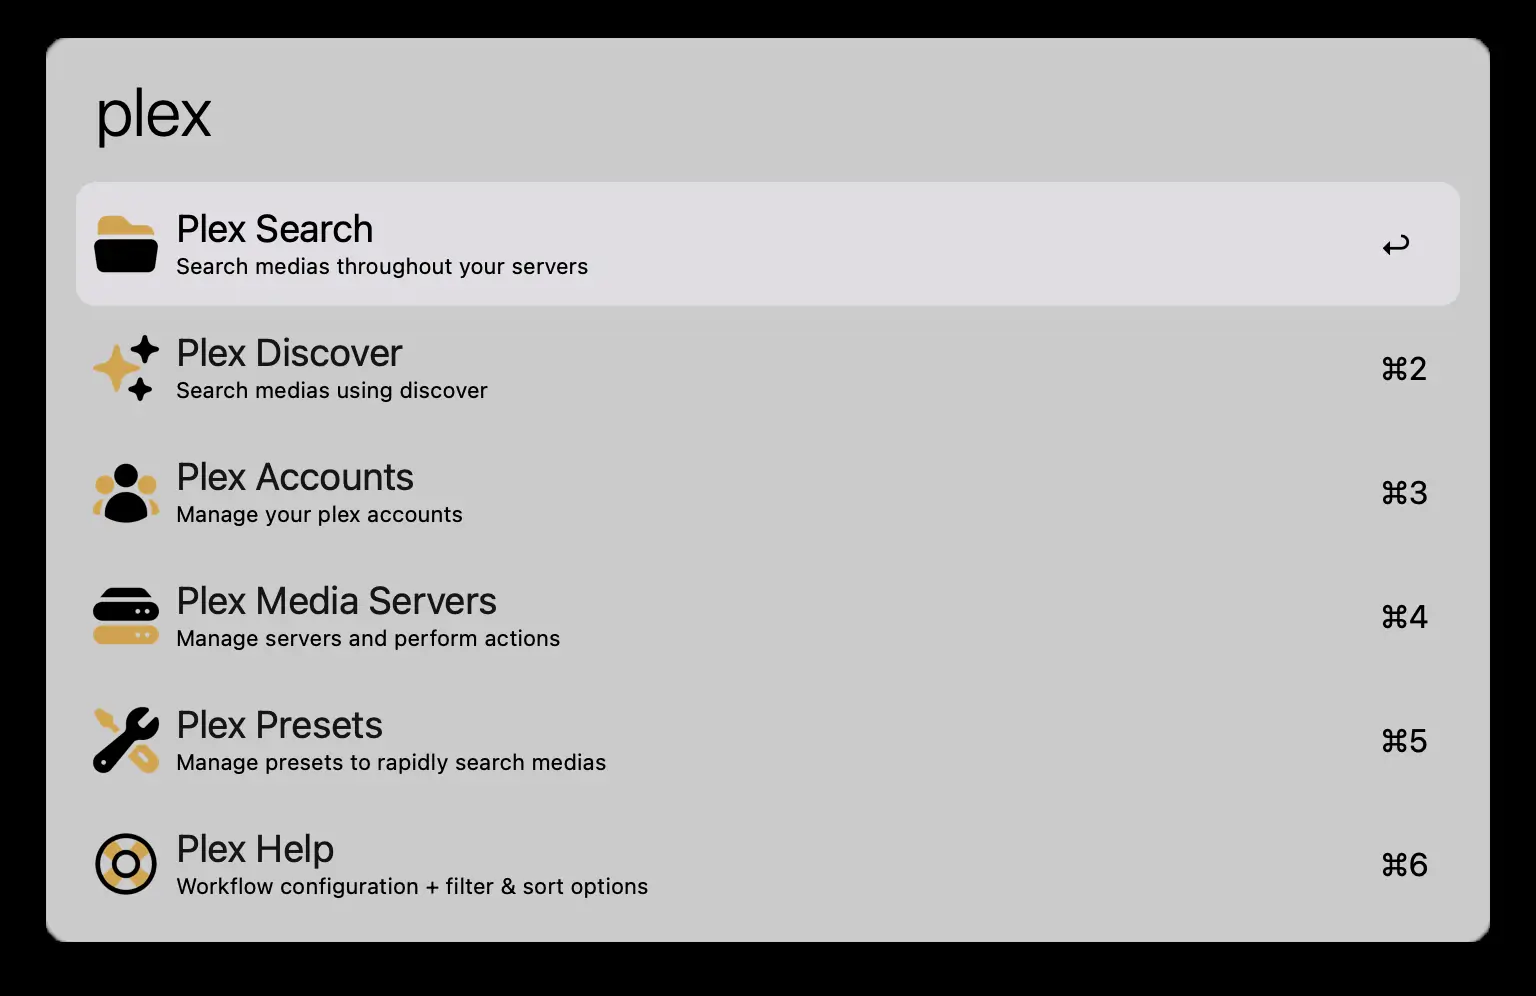 plex
Plex Search
Search medias throughout your servers
↩
Plex Discover
Search medias using discover
⌘2
Plex Accounts
Manage your plex accounts
⌘3
Plex Media Servers
Manage servers and perform actions
⌘4
Plex Presets
Manage presets to rapidly search medias
⌘5
Plex Help
Workflow configuration + filter & sort options
⌘6